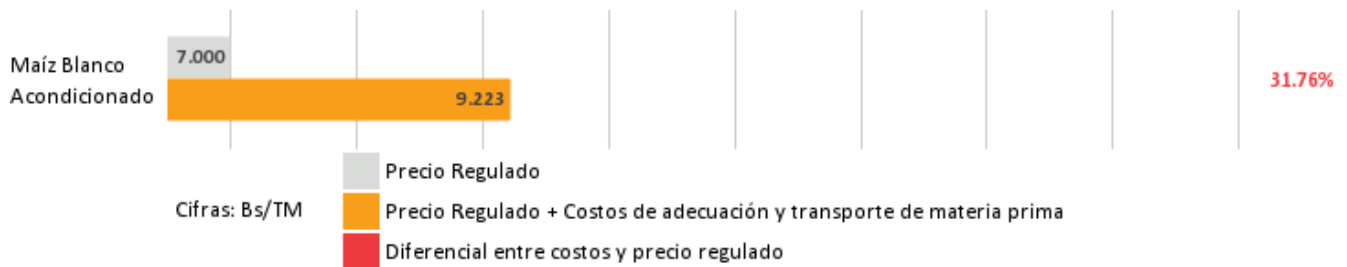 7.000
Maíz Blanco
Acondicionado
9.223
31.76%
Precio Regulado
Cifras: Bs/TM
Precio Regulado + Costos de adecuación y transporte de materia prima
Diferencial entre costos y precio regulado